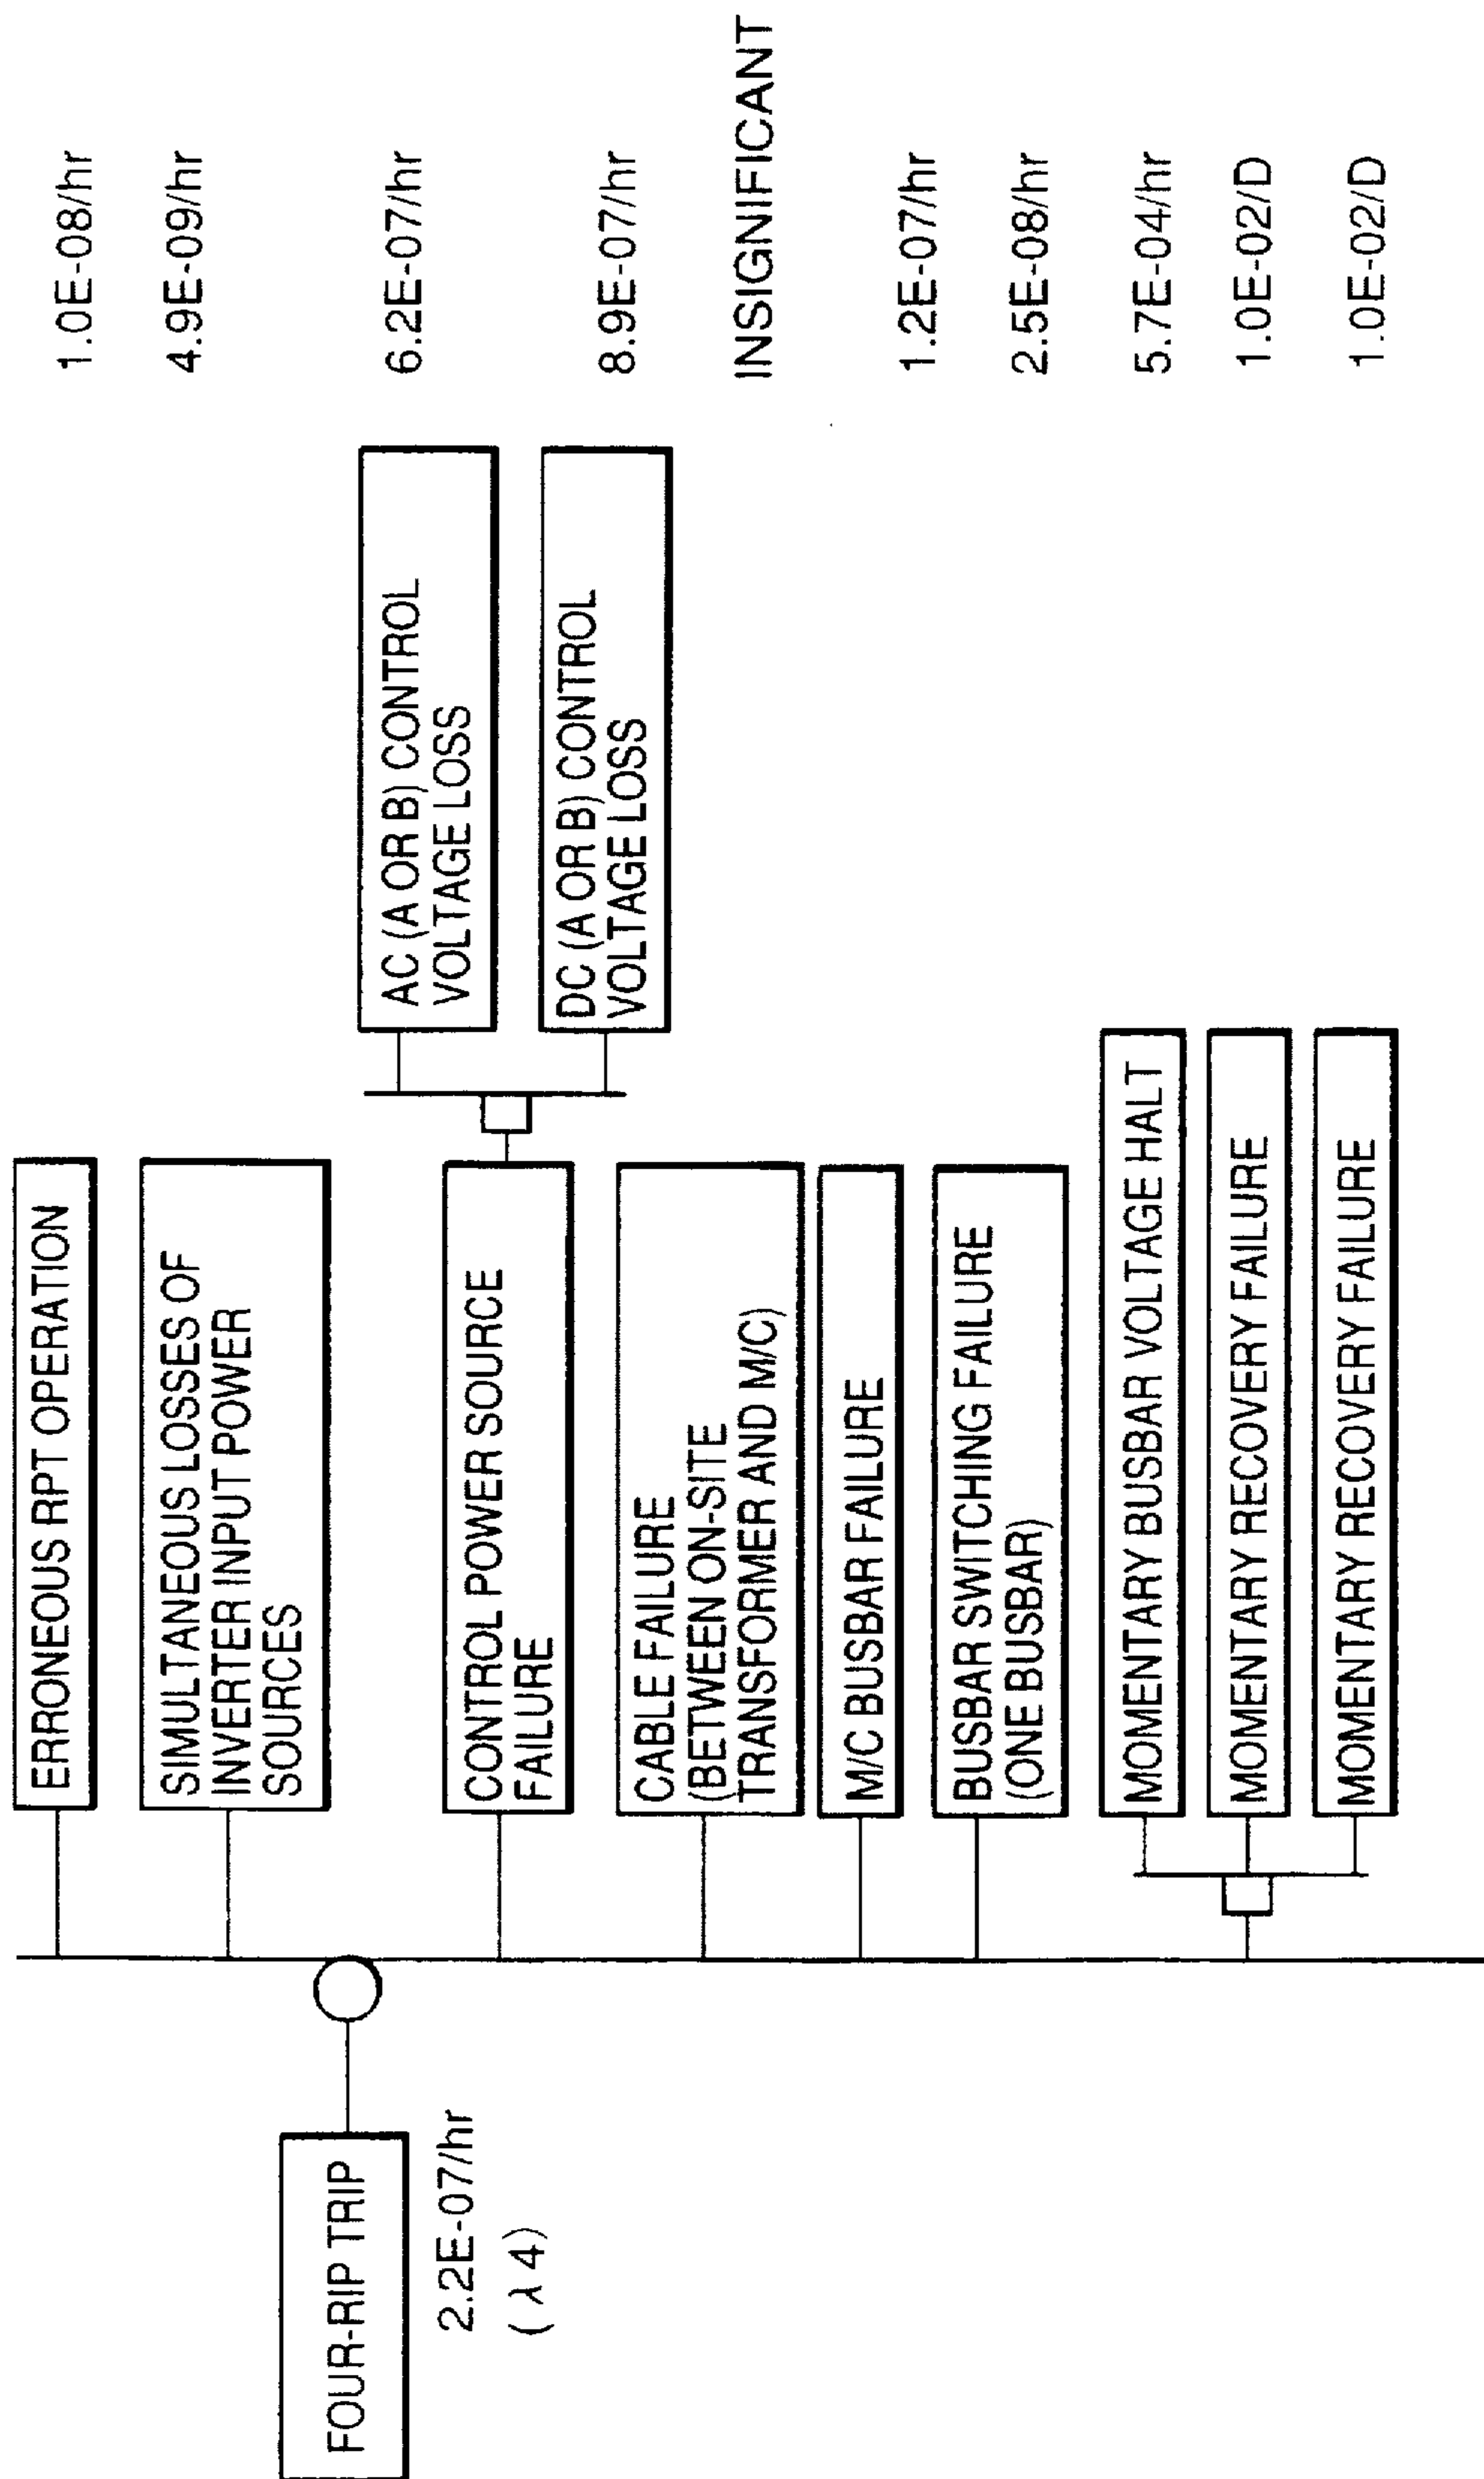 FOUR-RIP TRIP
2.2E-07/hr
( λ 4)
ERRONEOUS RPT OPERATION
1.0E-08/hr
SIMULTANEOUS LOSSES OF
INVERTER INPUT POWER
SOURCES
4.9E-09/hr
CONTROL POWER SOURCE
FAILURE
AC (A OR B) CONTROL
VOLTAGE LOSS
6.2E-07/hr
DC (A OR B) CONTROL
VOLTAGE LOSS
8.9E-07/hr
CABLE FAILURE
(BETWEEN ON-SITE
TRANSFORMER AND M/C)
INSIGNIFICANT
M/C BUSBAR FAILURE
1.2E-07/hr
BUSBAR SWITCHING FAILURE
(ONE BUSBAR)
2.5E-08/hr
MOMENTARY BUSBAR VOLTAGE HALT
5.7E-04/hr
MOMENTARY RECOVERY FAILURE
1.0E-02/D
MOMENTARY RECOVERY FAILURE
1.0E-02/D